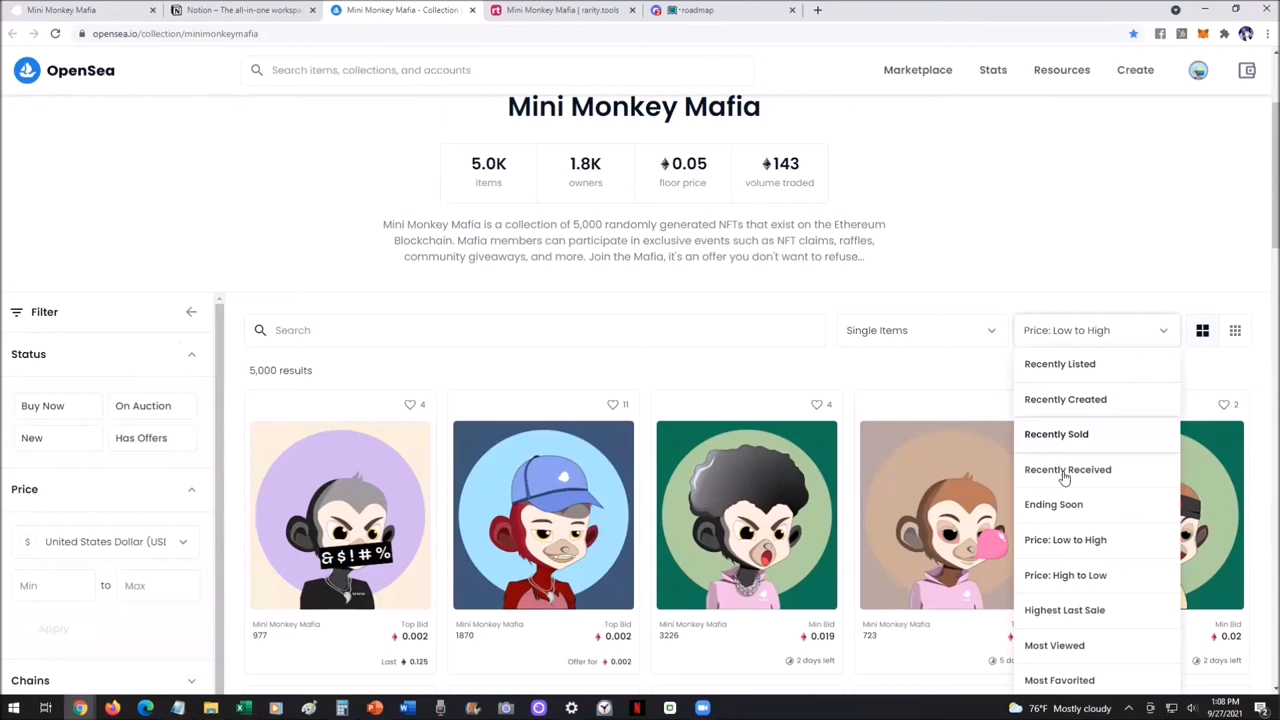 Mini Monkey Mafia
Notion – The all-in-one workspa
Mini Monkey Mafia - Collection
Mini Monkey Mafia | rarity.tools
roadmap
opensea.io/collection/minimonkeymafia
OpenSea
Search items, collections, and accounts
Marketplace
Stats
Resources
Create
Mini Monkey Mafia
5.0K
1.8K
0.05
143
items
owners
floor price
volume traded
Mini Monkey Mafia is a collection of 5,000 randomly generated NFTs that exist on the Ethereum
Blockchain. Mafia members can participate in exclusive events such as NFT claims, raffles,
community giveaways, and more. Join the Mafia, it's an offer you don't want to refuse...
Filter
Search
Single Items
Price: Low to High
Status
5,000 results
Recently Listed
Recently Created
Recently Sold
Recently Received
Ending Soon
Price: Low to High
Price: High to Low
Highest Last Sale
Most Viewed
Most Favorited
Buy Now
On Auction
New
Has Offers
Price
$ United States Dollar (USI
Min
to
Max
Apply
Chains
4
11
4
2
& $ ! # %
Mini Monkey Mafia
977
Top Bid
0.002
Last 0.125
Mini Monkey Mafia
1870
Top Bid
0.002
Offer for 0.002
Mini Monkey Mafia
3226
Min Bid
0.019
2 days left
Mini Monkey Mafia
723
5 d
Min Bid
0.02
2 days left
76°F Mostly cloudy
1:08 PM
9/27/2021